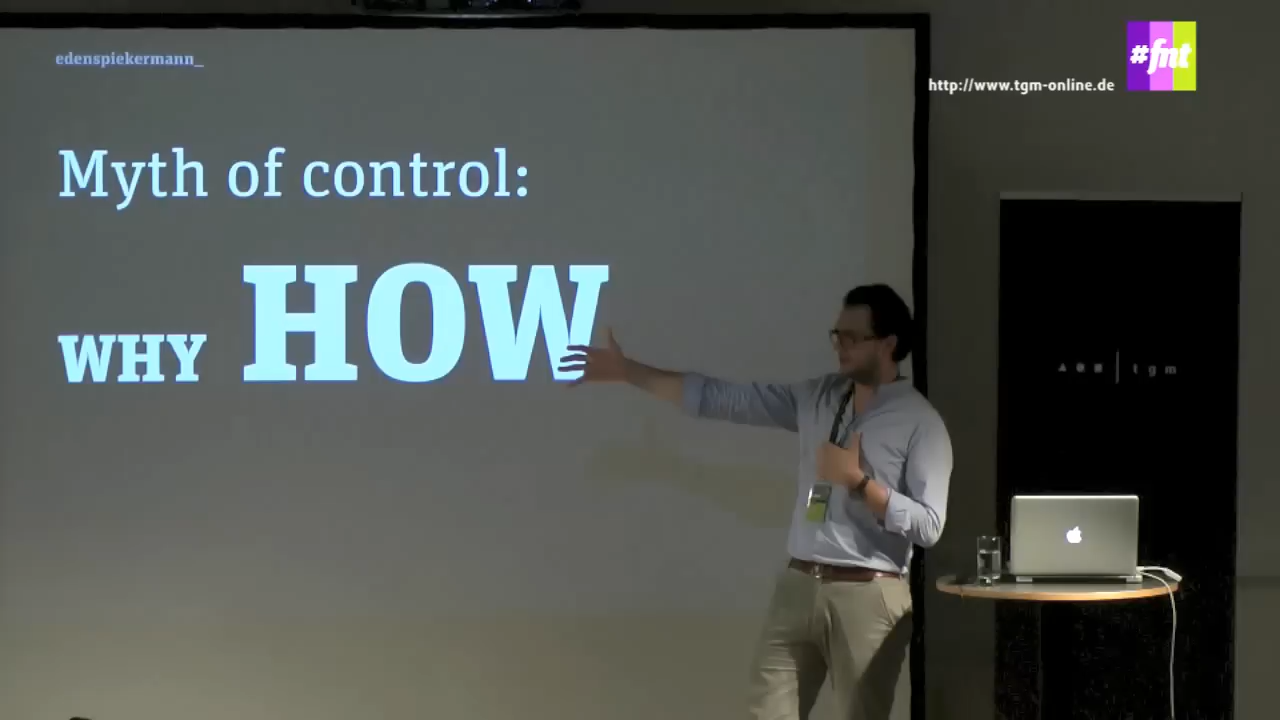 edenspiekermann_
#fnt
http://www.tgm-online.de
Myth of control:
WHY HOW
tgm